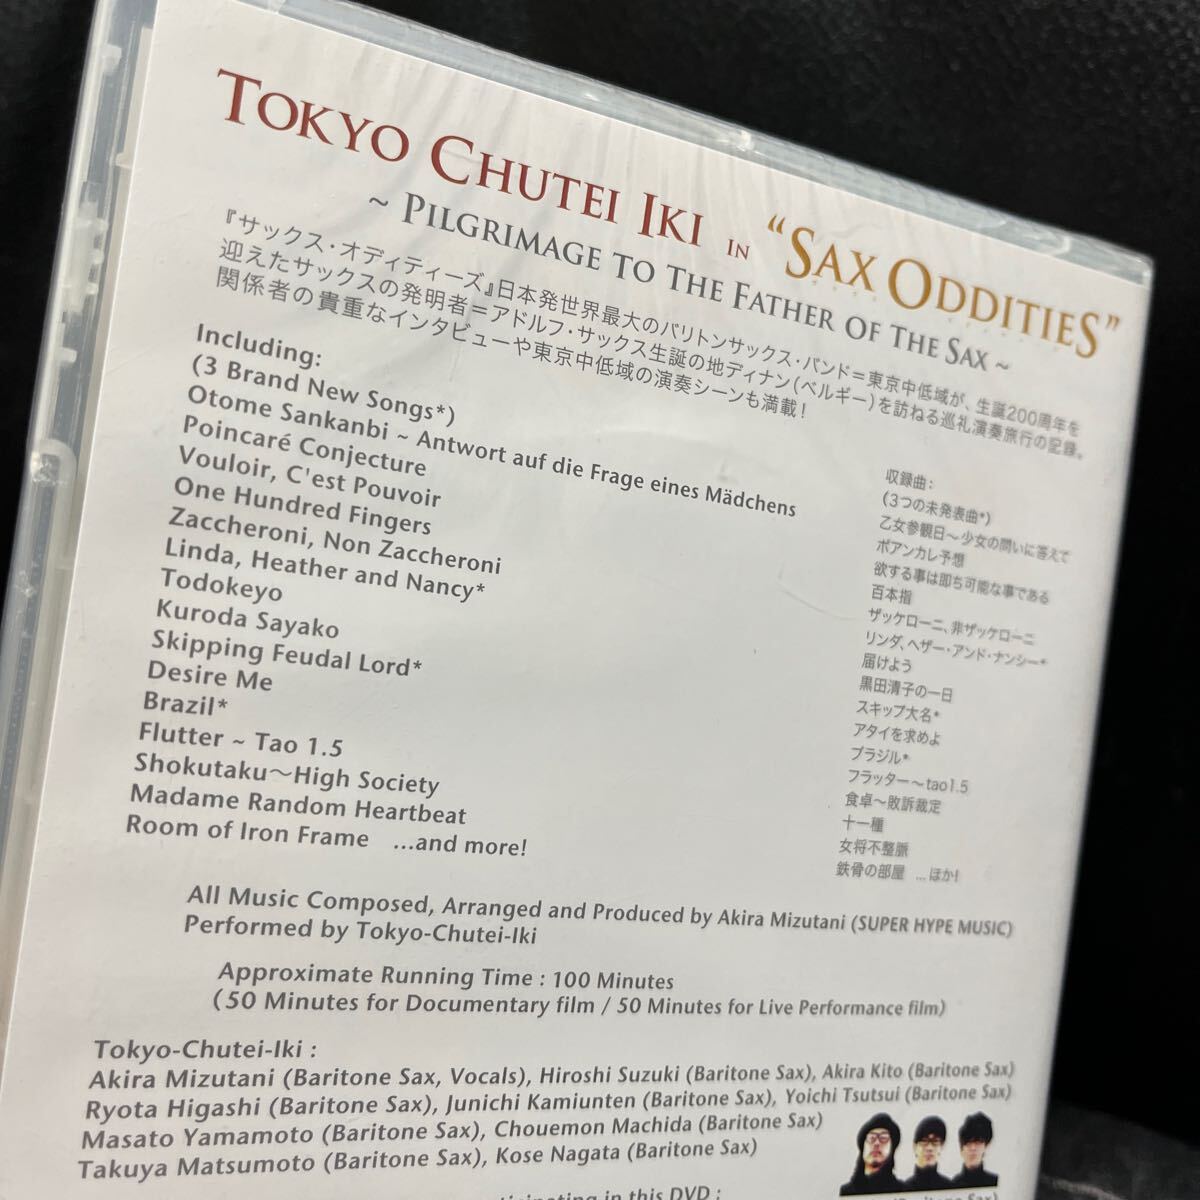 TOKYO CHUTEI IKI IN “SAX ODDITIES”
~ PILGRIMAGE TO THE FATHER OF THE SAX ~
『サックス・オディティーズ』日本発世界最大のバリトンサックス・バンド＝東京中低域が、生誕200周年を
迎えたサックスの発明者＝アドルフ・サックス生誕の地ディナン（ベルギー）を訪ねる巡礼演奏旅行の記録。
関係者の貴重なインタビューや東京中低域の演奏シーンも満載！
Including:
(3 Brand New Songs*)
Otome Sankanbi ~ Antwort auf die Frage eines Mädchens
Poincaré Conjecture
Vouloir, C'est Pouvoir
One Hundred Fingers
Zaccheroni, Non Zaccheroni
Linda, Heather and Nancy*
Todokeyo
Kuroda Sayako
Skipping Feudal Lord*
Desire Me
Brazil*
Flutter ~ Tao 1.5
Shokutaku〜High Society
Madame Random Heartbeat
Room of Iron Frame ...and more!
収録曲：
（3つの未発表曲*）
乙女参観日〜少女の問いに答えて
ポアンカレ予想
欲する事は即ち可能な事である
百本指
ザッケローニ、非ザッケローニ
リンダ、ヘザー・アンド・ナンシー*
届けよう
黒田清子の一日
スキップ大名*
アタイを求めよ
ブラジル*
フラッター〜tao1.5
食卓〜敗訴裁定
十一種
女将不整脈
鉄骨の部屋 ...ほか!
All Music Composed, Arranged and Produced by Akira Mizutani (SUPER HYPE MUSIC)
Performed by Tokyo-Chutei-Iki
Approximate Running Time : 100 Minutes
（50 Minutes for Documentary film / 50 Minutes for Live Performance film）
Tokyo-Chutei-Iki :
Akira Mizutani (Baritone Sax, Vocals), Hiroshi Suzuki (Baritone Sax), Akira Kito (Baritone Sax)
Ryota Higashi (Baritone Sax), Junichi Kamiunten (Baritone Sax), Yoichi Tsutsui (Baritone Sax)
Masato Yamamoto (Baritone Sax), Chouemon Machida (Baritone Sax)
Takuya Matsumoto (Baritone Sax), Kose Nagata (Baritone Sax)
in this DVD :